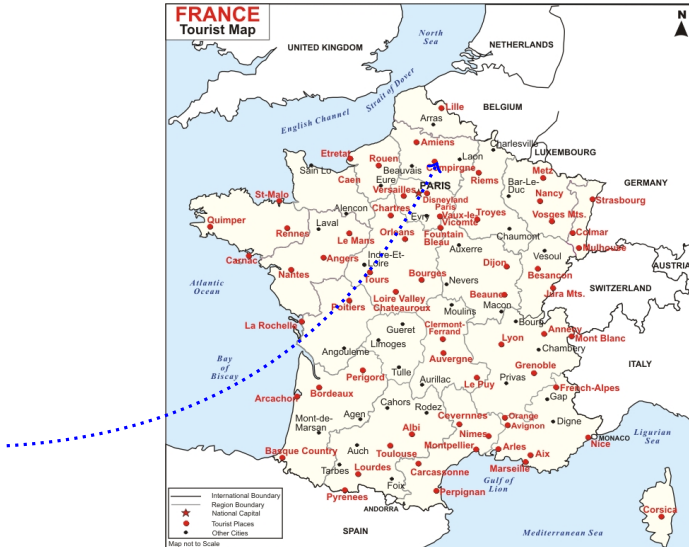 FRANCE
Tourist Map
N
North
Sea
UNITED KINGDOM
NETHERLANDS
Strait of Dover
English Channel
BELGIUM
Lille
Arras
Amiens
Charlesville
LUXEMBOURG
Etretat
Rouen
Beauvais
Laon
Compirgne
Sain Lo
Caen
Eure
Riems
Metz
Bar-Le-
Duc
GERMANY
Versailles
PARIS
Disneyland
Paris
Nancy
Strasbourg
St-Malo
Alencon
Chartres
Evry
Vaux-le-
Vicomte
Troyes
Vosges Mts.
Quimper
Rennes
Laval
Le Mans
Orleans
Fountain
Bleau
Chaumont
Colmar
Mulhouse
Carnac
Angers
Indre-Et-
Loire
Auxerre
Vesoul
AUSTRIA
Nantes
Tours
Bourges
Dijon
Besancon
Atlantic
Ocean
Nevers
SWITZERLAND
Poitiers
Loire Valley
Chateauroux
Beaune
Jura Mts.
Moulins
Macon
La Rochelle
Gueret
Clermont-
Ferrand
Bourg
Annecy
Mont Blanc
Limoges
Lyon
Angouleme
Auvergne
Chambery
ITALY
Bay
of
Biscay
Perigord
Tulle
Le Puy
Privas
Grenoble
Aurillac
French-Alpes
Arcachon
Bordeaux
Cahors
Rodez
Gap
Mont-de-
Marsan
Agen
Cevernnes
Orange
Avignon
Digne
Ligurian
Sea
Albi
Nimes
MONACO
Nice
Basque Country
Auch
Toulouse
Montpellier
Arles
Aix
Marseille
Tarbes
Lourdes
Carcassonne
Gulf of
Lion
Foix
Pyrenees
Perpignan
ANDORRA
Corsica
SPAIN
Mediterranean Sea
International Boundary
Region Boundary
National Capital
Tourist Places
Other Cities
Map not to Scale